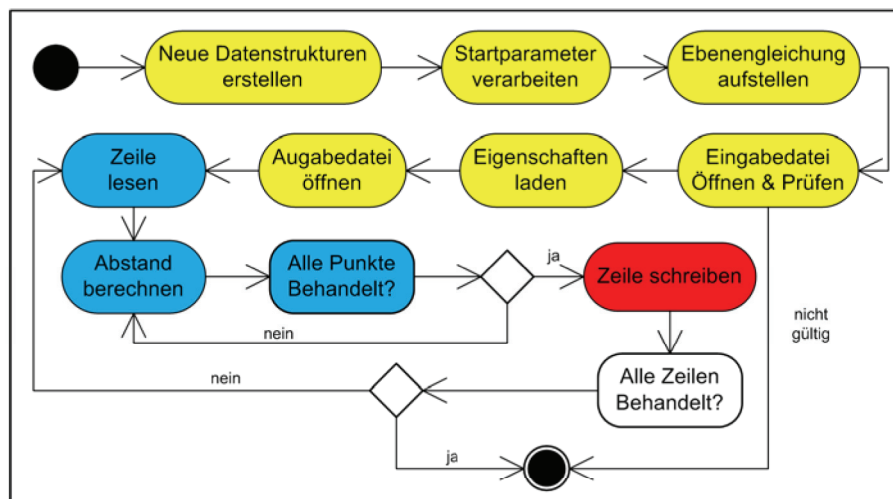 Neue Datenstrukturen
erstellen
Startparameter
verarbeiten
Ebenengleichung
aufstellen
Zeile
lesen
Augabedatei
öffnen
Eigenschaften
laden
Eingabedatei
Öffnen & Prüfen
Abstand
berechnen
Alle Punkte
Behandelt?
ja
Zeile schreiben
nein
nicht
gültig
nein
Alle Zeilen
Behandelt?
ja